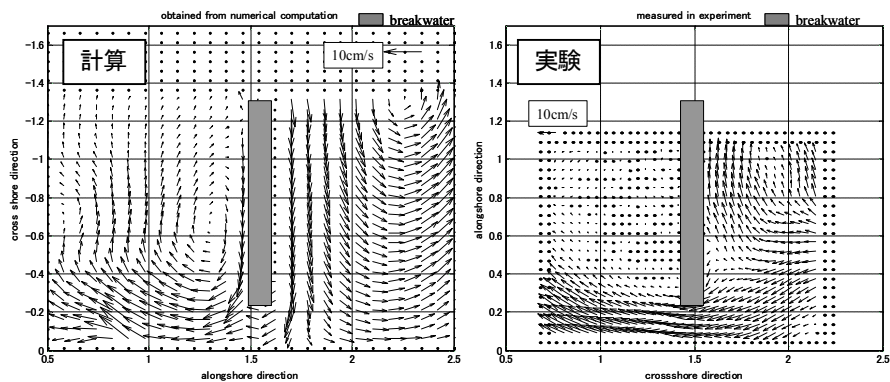 obtained from numerical computation
breakwater
計算
10cm/s
-1.6
-1.4
-1.2
-1
-0.8
-0.6
-0.4
-0.2
0
cross shore direction
0.5 1 1.5 2 2.5
alongshore direction
measured in experiment
breakwater
実験
10cm/s
-1.6
-1.4
-1.2
-1
-0.8
-0.6
0.4
0.2
0
alongshore direction
0.5 1 1.5 2 2.5
crossshore direction